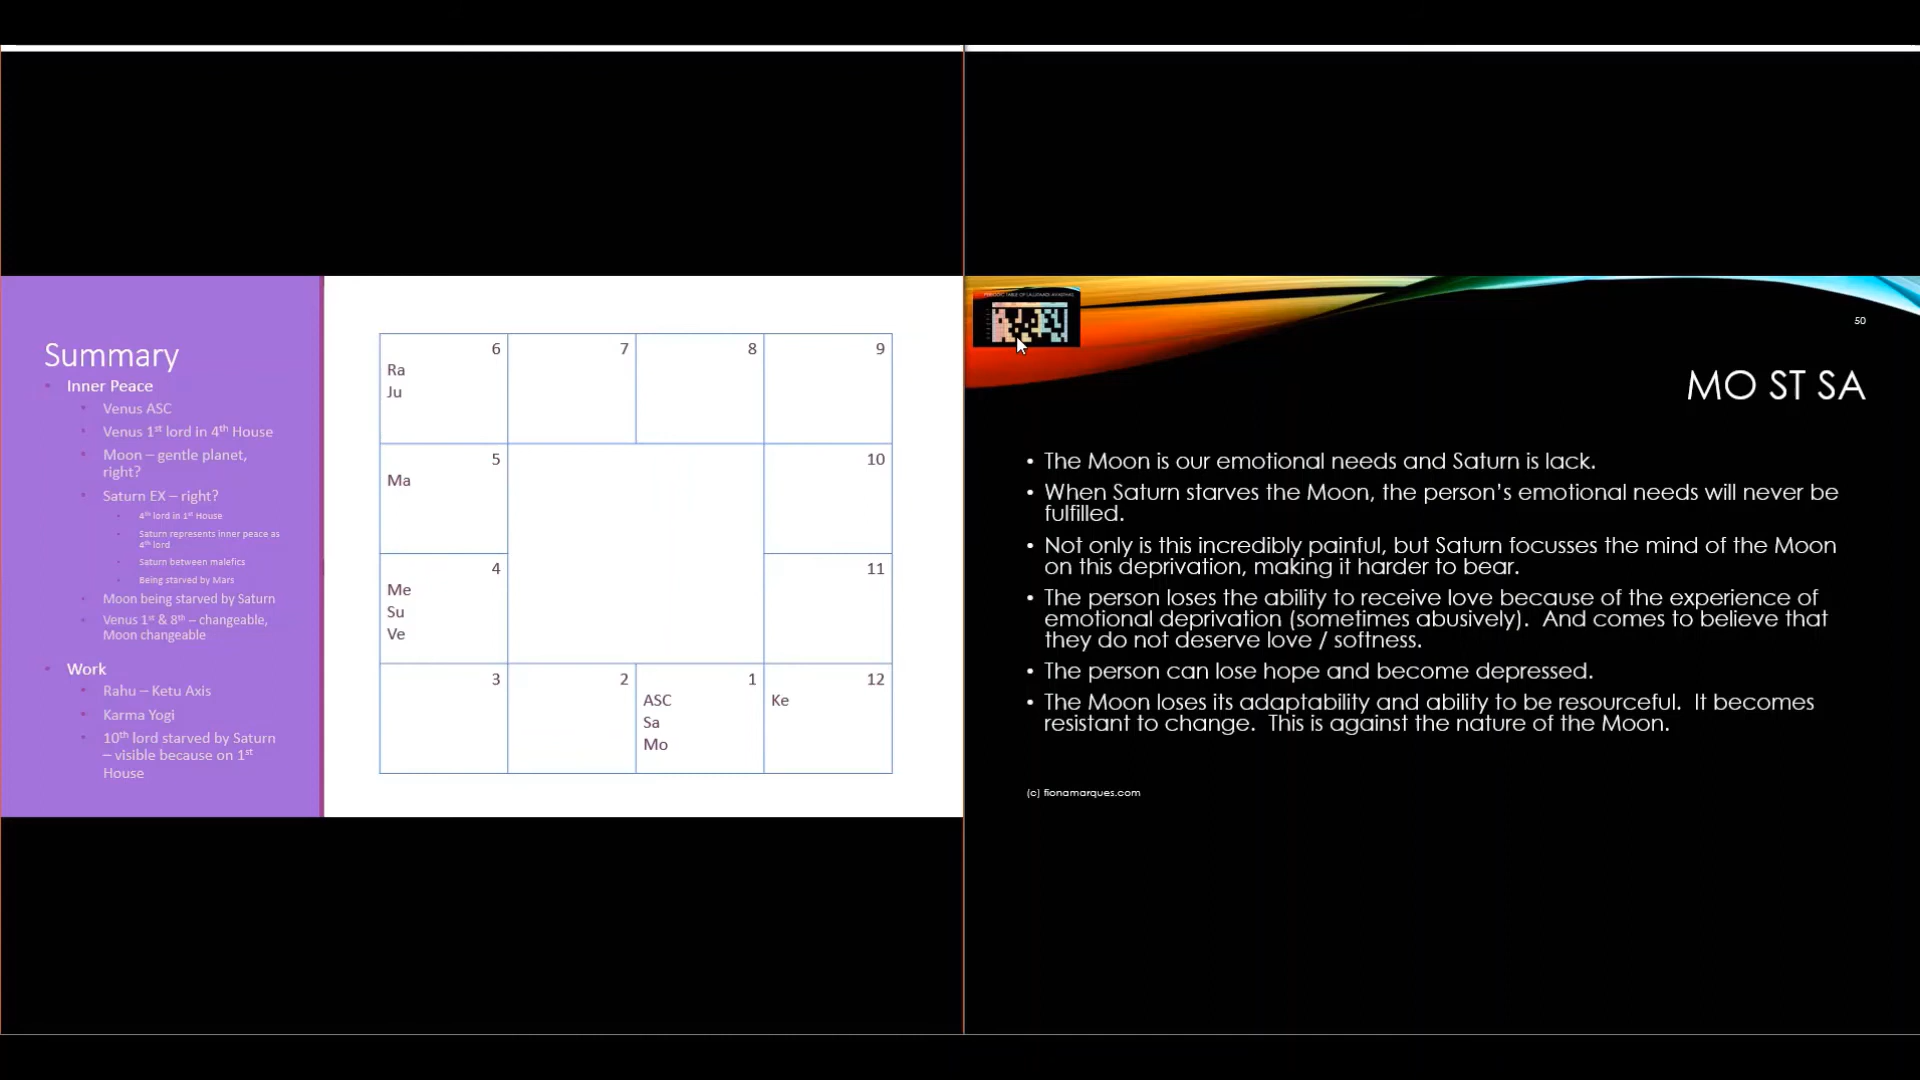 Summary
Inner Peace
Venus ASC
Venus 1st lord in 4th House
Moon – gentle planet,
right?
Saturn EX – right?
4th lord in 1st House
Saturn represents inner peace as
4th lord
Saturn between malefics
Being starved by Mars
Moon being starved by Saturn
Venus 1st & 8th – changeable,
Moon changeable
Work
Rahu – Ketu Axis
Karma Yogi
10th lord starved by Saturn
– visible because on 1st
House
6
Ra
Ju
7
8
9
5
Ma
10
4
Me
Su
Ve
11
3
2
1
ASC
Sa
Mo
12
Ke
50
MO ST SA
• The Moon is our emotional needs and Saturn is lack.
• When Saturn starves the Moon, the person's emotional needs will never be
fulfilled.
• Not only is this incredibly painful, but Saturn focusses the mind of the Moon
on this deprivation, making it harder to bear.
• The person loses the ability to receive love because of the experience of
emotional deprivation (sometimes abusively). And comes to believe that
they do not deserve love / softness.
• The person can lose hope and become depressed.
• The Moon loses its adaptability and ability to be resourceful. It becomes
resistant to change. This is against the nature of the Moon.
(c) fionamarques.com